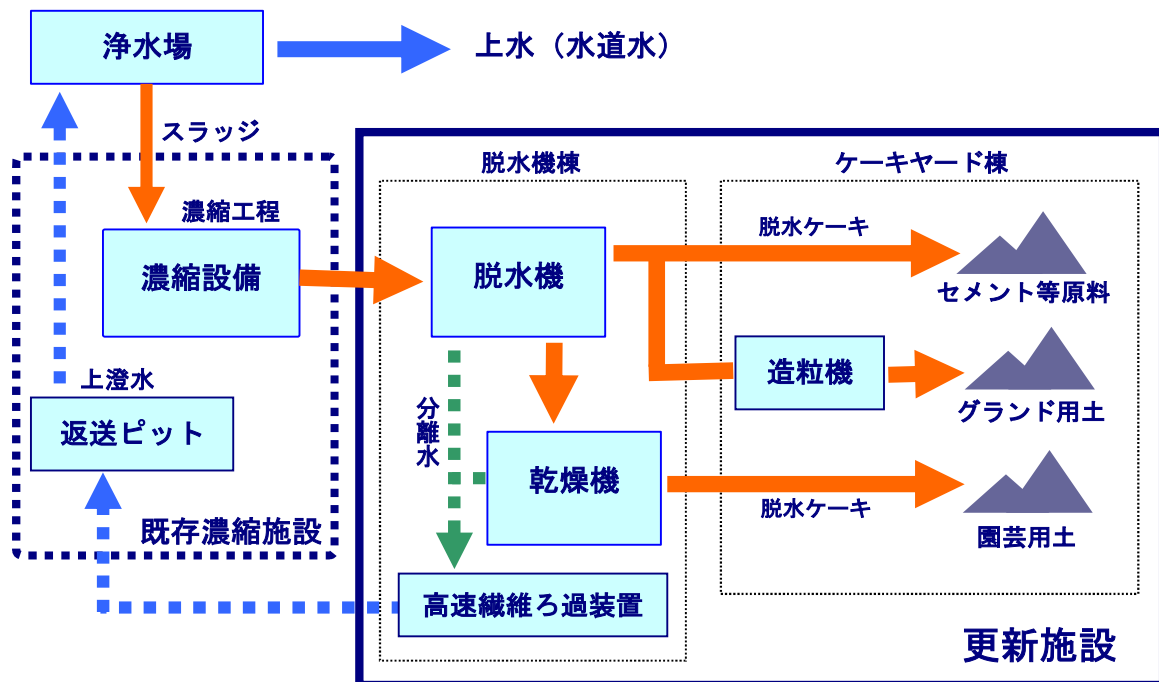 浄水場
上水（水道水）
スラッジ
脱水機棟
ケーキヤード棟
濃縮工程
脱水ケーキ
濃縮設備
脱水機
セメント等原料
造粒機
上澄水
グランド用土
返送ピット
分離水
乾燥機
脱水ケーキ
既存濃縮施設
園芸用土
高速繊維ろ過装置
更新施設